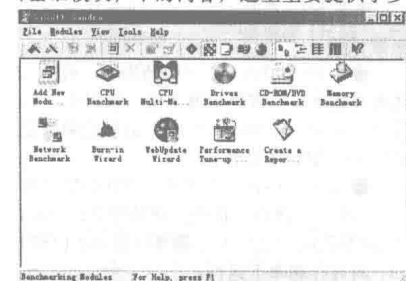 File Modules View Tools Help
Add New Modu... CPU Benchmark CPU Multi-Me... Drives Benchmark CD-ROM/DVD Benchmark Memory Benchmark
Network Benchmark Burn-in Wizard WebUpdate Wizard Performance Tune-up ... Create a Repor...
Benchmarking Modules For Help, press F1